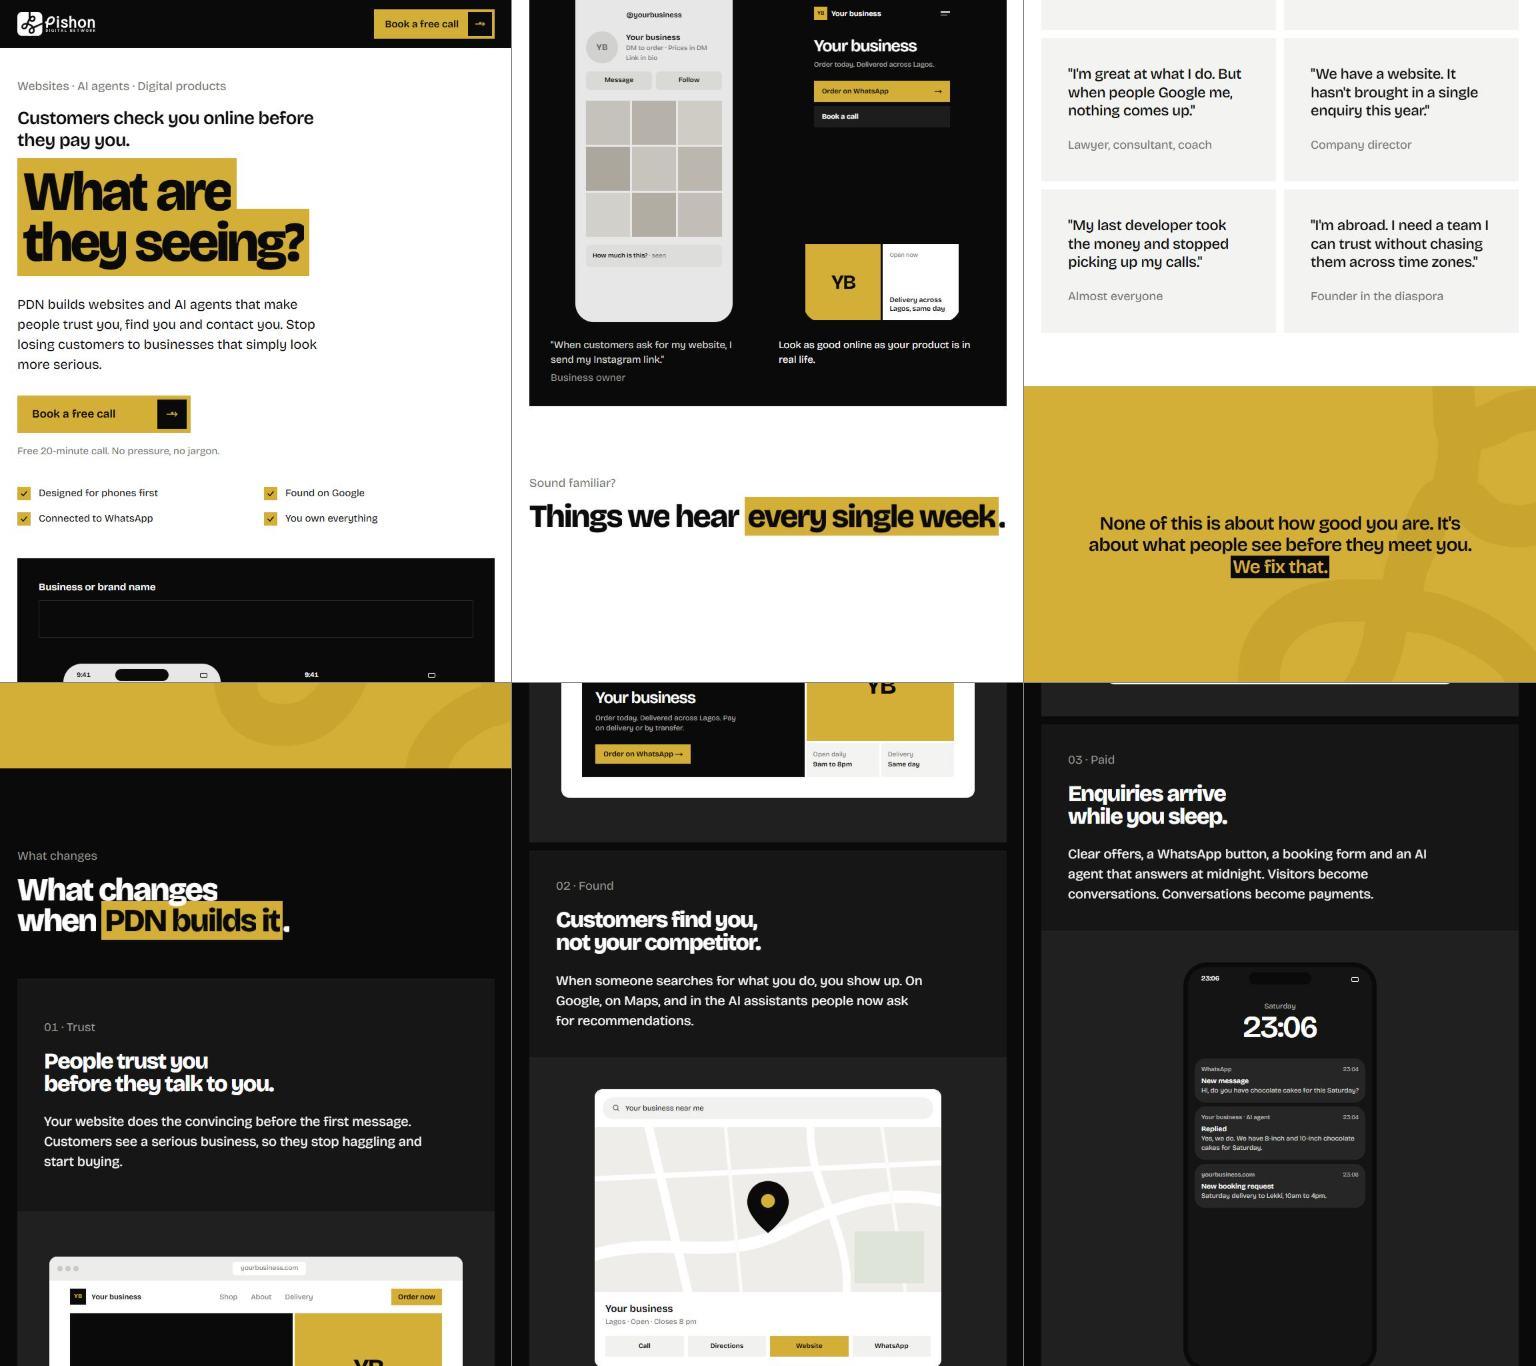 Pishon
DIGITAL NETWORK
Book a free call
Websites · AI agents · Digital products
Customers check you online before
they pay you.
What are
they seeing?
PDN builds websites and AI agents that make
people trust you, find you and contact you. Stop
losing customers to businesses that simply look
more serious.
Book a free call
Free 20-minute call. No pressure, no jargon.
Designed for phones first
Found on Google
Connected to WhatsApp
You own everything
Business or brand name
9:41
9:41
@yourbusiness
YB
Your business
DM to order · Prices in DM
Link in bio
Message
Follow
How much is this? · seen
"When customers ask for my website, I
send my Instagram link."
Business owner
YB
Your business
Your business
Order today. Delivered across Lagos.
Order on WhatsApp →
Book a call
YB
Open now
Delivery across
Lagos, same day
Look as good online as your product is in
real life.
Sound familiar?
Things we hear every single week.
"I'm great at what I do. But
when people Google me,
nothing comes up."
Lawyer, consultant, coach
"We have a website. It
hasn't brought in a single
enquiry this year."
Company director
"My last developer took
the money and stopped
picking up my calls."
Almost everyone
"I'm abroad. I need a team I
can trust without chasing
them across time zones."
Founder in the diaspora
None of this is about how good you are. It's
about what people see before they meet you.
We fix that.
What changes
What changes
when PDN builds it.
01 · Trust
People trust you
before they talk to you.
Your website does the convincing before the first message.
Customers see a serious business, so they stop haggling and
start buying.
yourbusiness.com
YB
Your business
Shop
About
Delivery
Order now
YB
Your business
Order today. Delivered across Lagos. Pay
on delivery or by transfer.
Order on WhatsApp →
YB
Open daily
9am to 8pm
Delivery
Same day
02 · Found
Customers find you,
not your competitor.
When someone searches for what you do, you show up. On
Google, on Maps, and in the AI assistants people now ask
for recommendations.
Your business near me
Your business
Lagos · Open · Closes 8 pm
Call
Directions
Website
WhatsApp
03 · Paid
Enquiries arrive
while you sleep.
Clear offers, a WhatsApp button, a booking form and an AI
agent that answers at midnight. Visitors become
conversations. Conversations become payments.
23:06
Saturday
23:06
WhatsApp
23:04
New message
Hi, do you have chocolate cakes for this Saturday?
Your business · AI agent
23:04
Replied
Yes, we do. We have 8-inch and 10-inch chocolate
cakes for Saturday.
yourbusiness.com
23:06
New booking request
Saturday delivery to Lekki, 10am to 4pm.